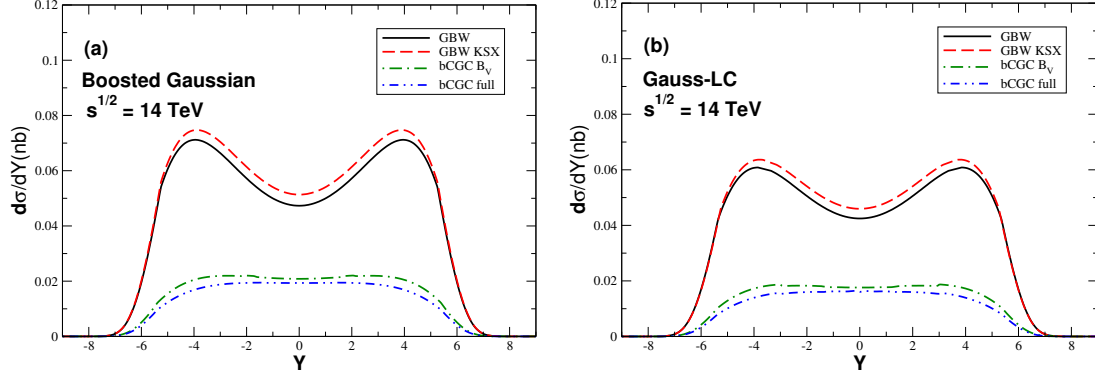 (a)
Boosted Gaussian
s^1/2 = 14 TeV
GBW
GBW KSX
bCGC B_V
bCGC full
dσ/dY(nb)
0.12
0.1
0.08
0.06
0.04
0.02
0
-8 -6 -4 -2 0 2 4 6 8
Y
(b)
Gauss-LC
s^1/2 = 14 TeV
GBW
GBW KSX
bCGC B_V
bCGC full
dσ/dY(nb)
0.12
0.1
0.08
0.06
0.04
0.02
0
-8 -6 -4 -2 0 2 4 6 8
Y